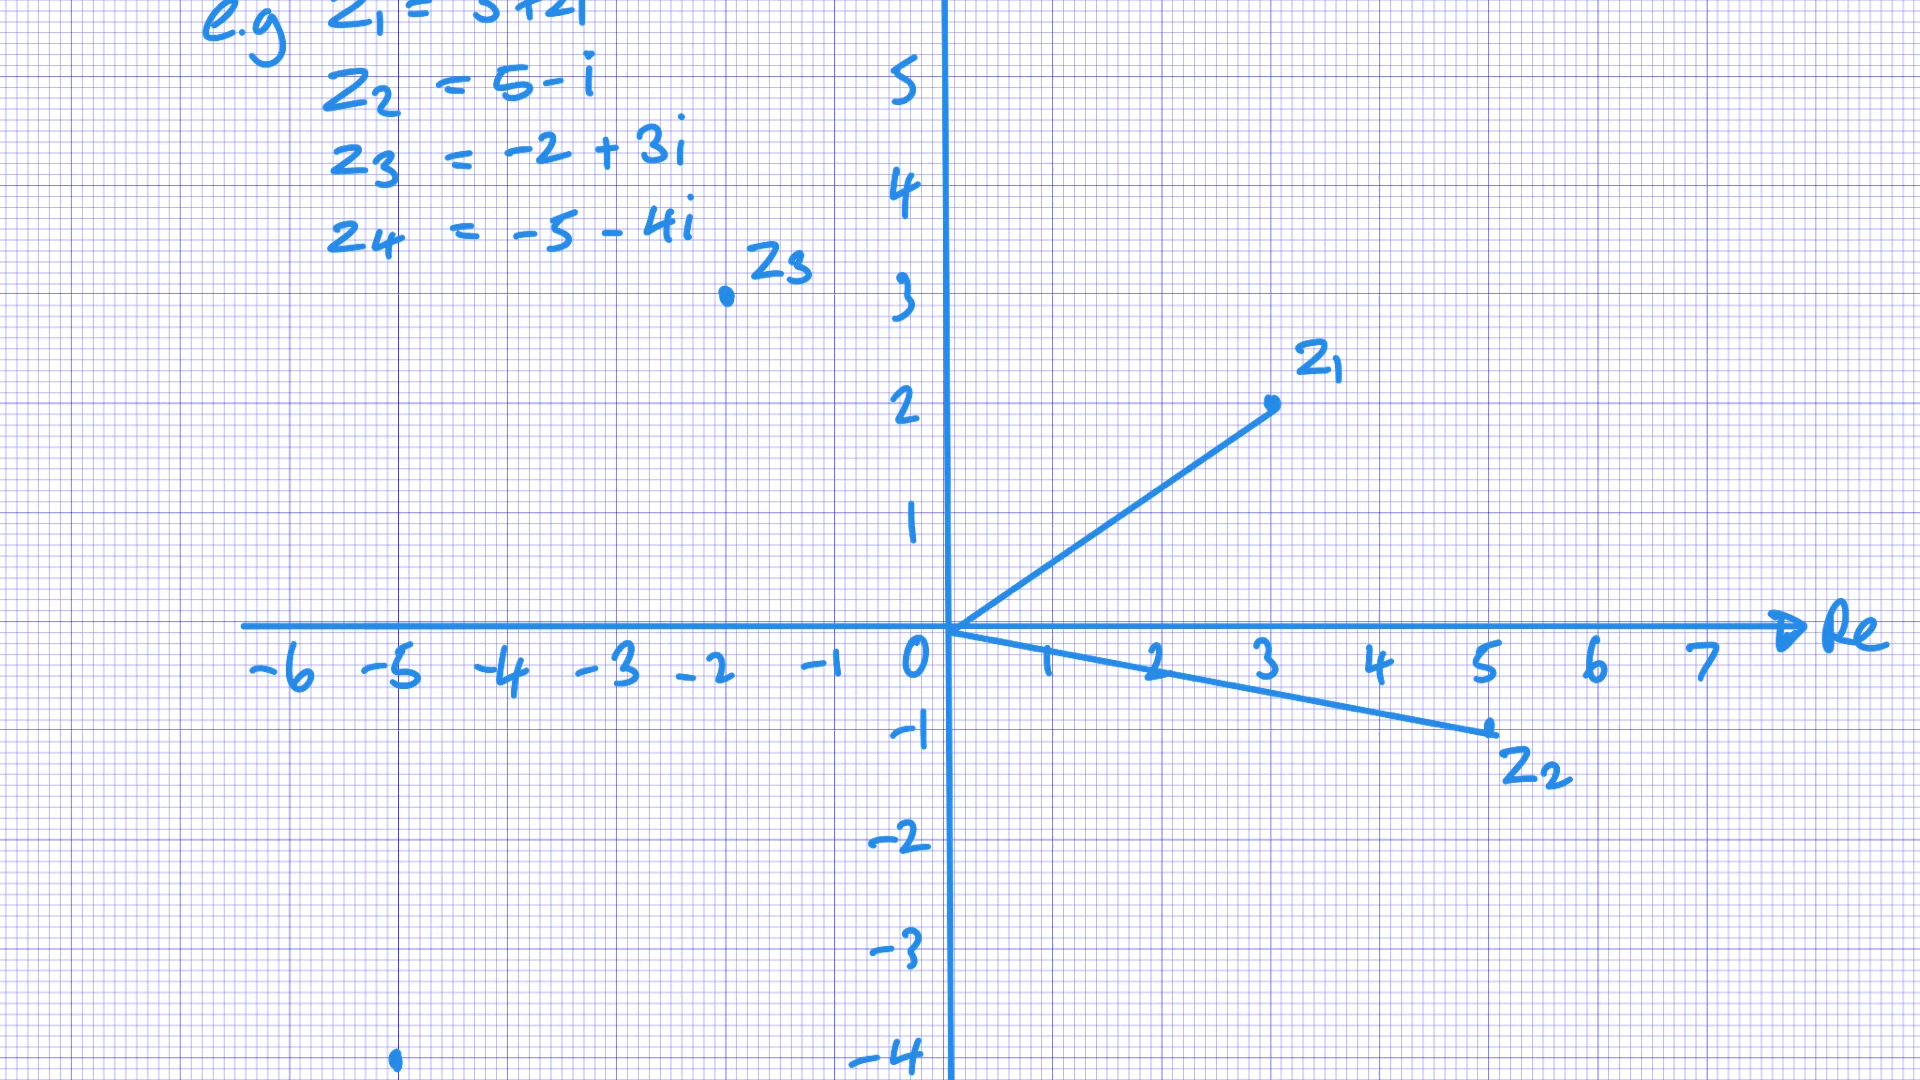 e.g z1 = 3+2i
z2 = 5-i
z3 = -2 + 3i
z4 = -5 - 4i
z3
5
4
3
z1
2
1
-6 -5 -4 -3 -2 -1 0 1 2 3 4 5 6 7 Re
-1
z2
-2
-3
-4